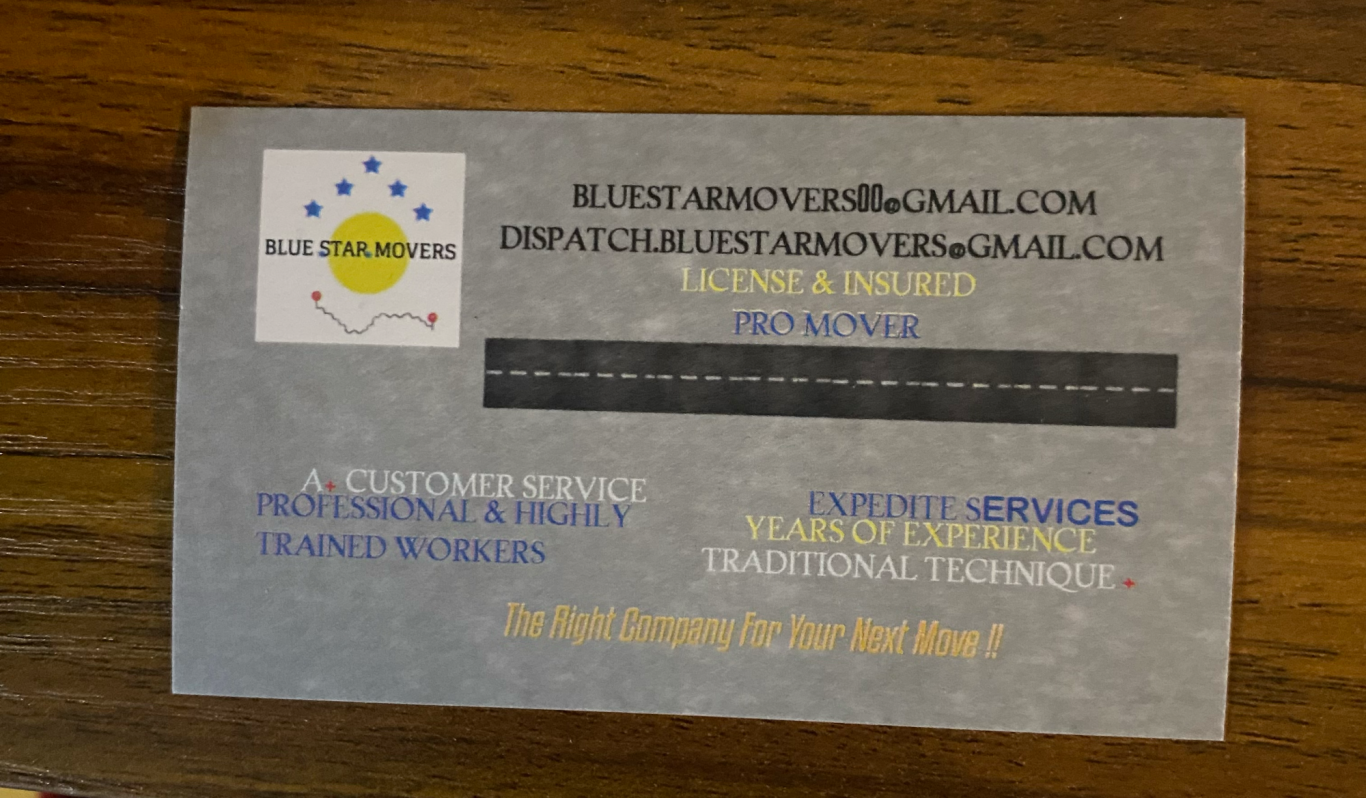 BLUE STAR MOVERS
BLUESTARMOVERS00@GMAIL.COM
DISPATCH.BLUESTARMOVERS@GMAIL.COM
LICENSE & INSURED
PRO MOVER
A+ CUSTOMER SERVICE
PROFESSIONAL & HIGHLY
TRAINED WORKERS
EXPEDITE SERVICES
YEARS OF EXPERIENCE
TRADITIONAL TECHNIQUE +
The Right Company For Your Next Move !!